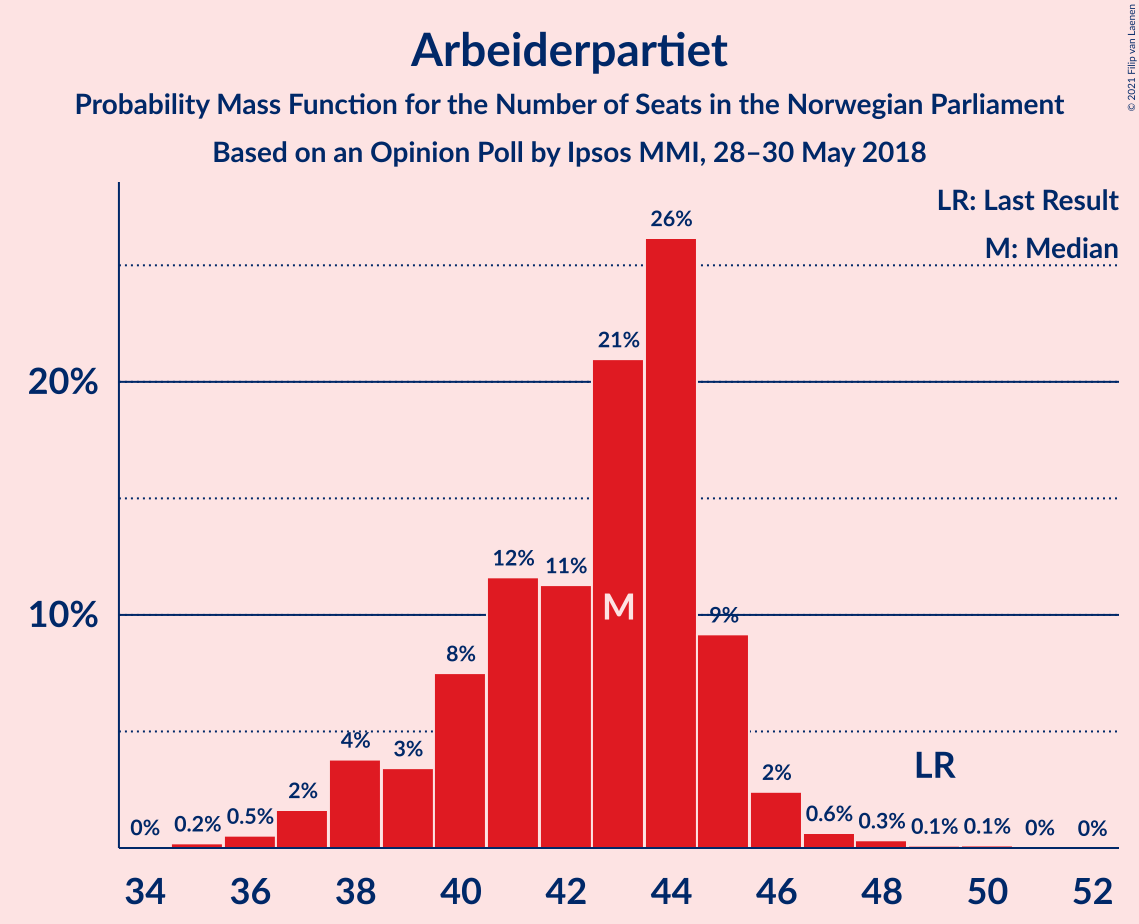 © 2021 Filip van Laenen
Arbeiderpartiet
Probability Mass Function for the Number of Seats in the Norwegian Parliament
Based on an Opinion Poll by Ipsos MMI, 28–30 May 2018
LR: Last Result
M: Median
20%
10%
0% 0.2% 0.5% 2% 4% 3% 8% 12% 11% 21% 26% 9% 2% 0.6% 0.3% 0.1% 0.1% 0% 0%
M
LR
34 36 38 40 42 44 46 48 50 52